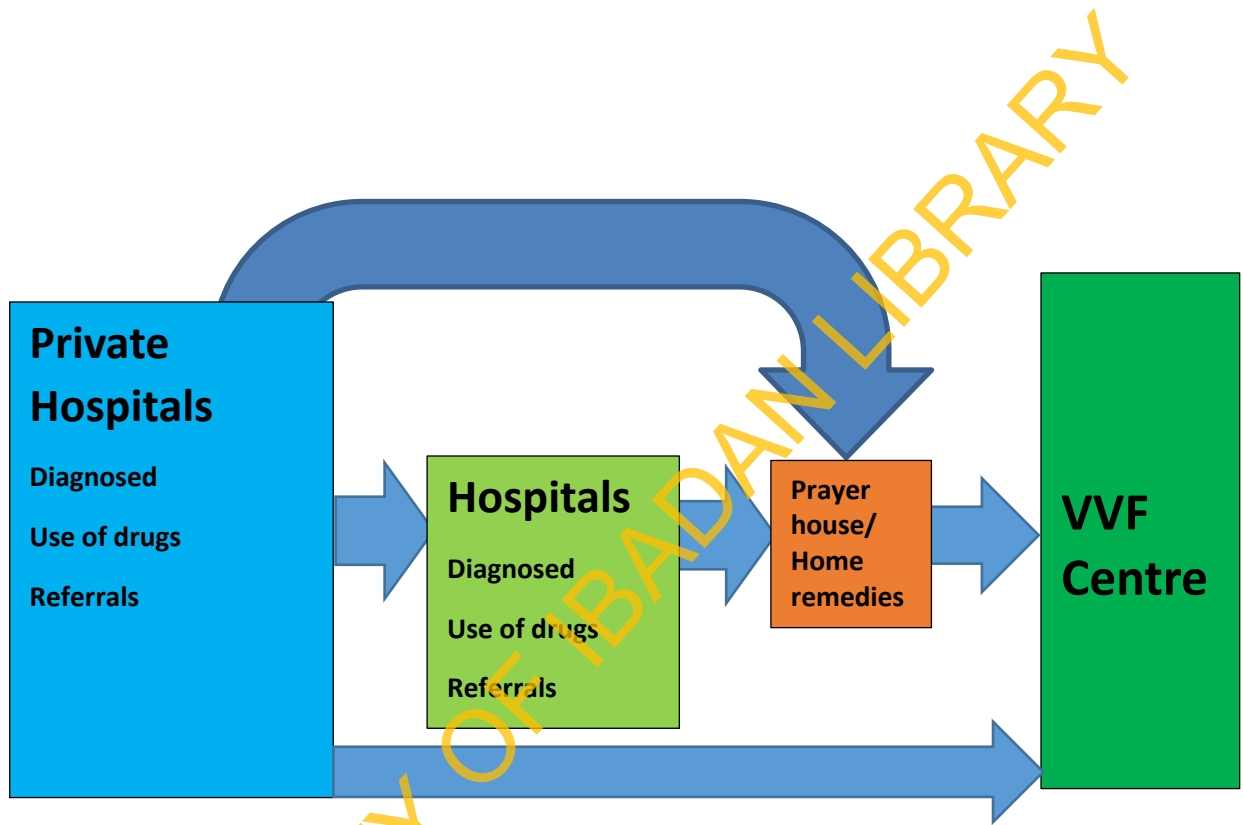 Private
Hospitals
Diagnosed
Use of drugs
Referrals
Hospitals
Diagnosed
Use of drugs
Referrals
Prayer
house/
Home
remedies
VVF
Centre
Y OF IBADAN LIBRARY